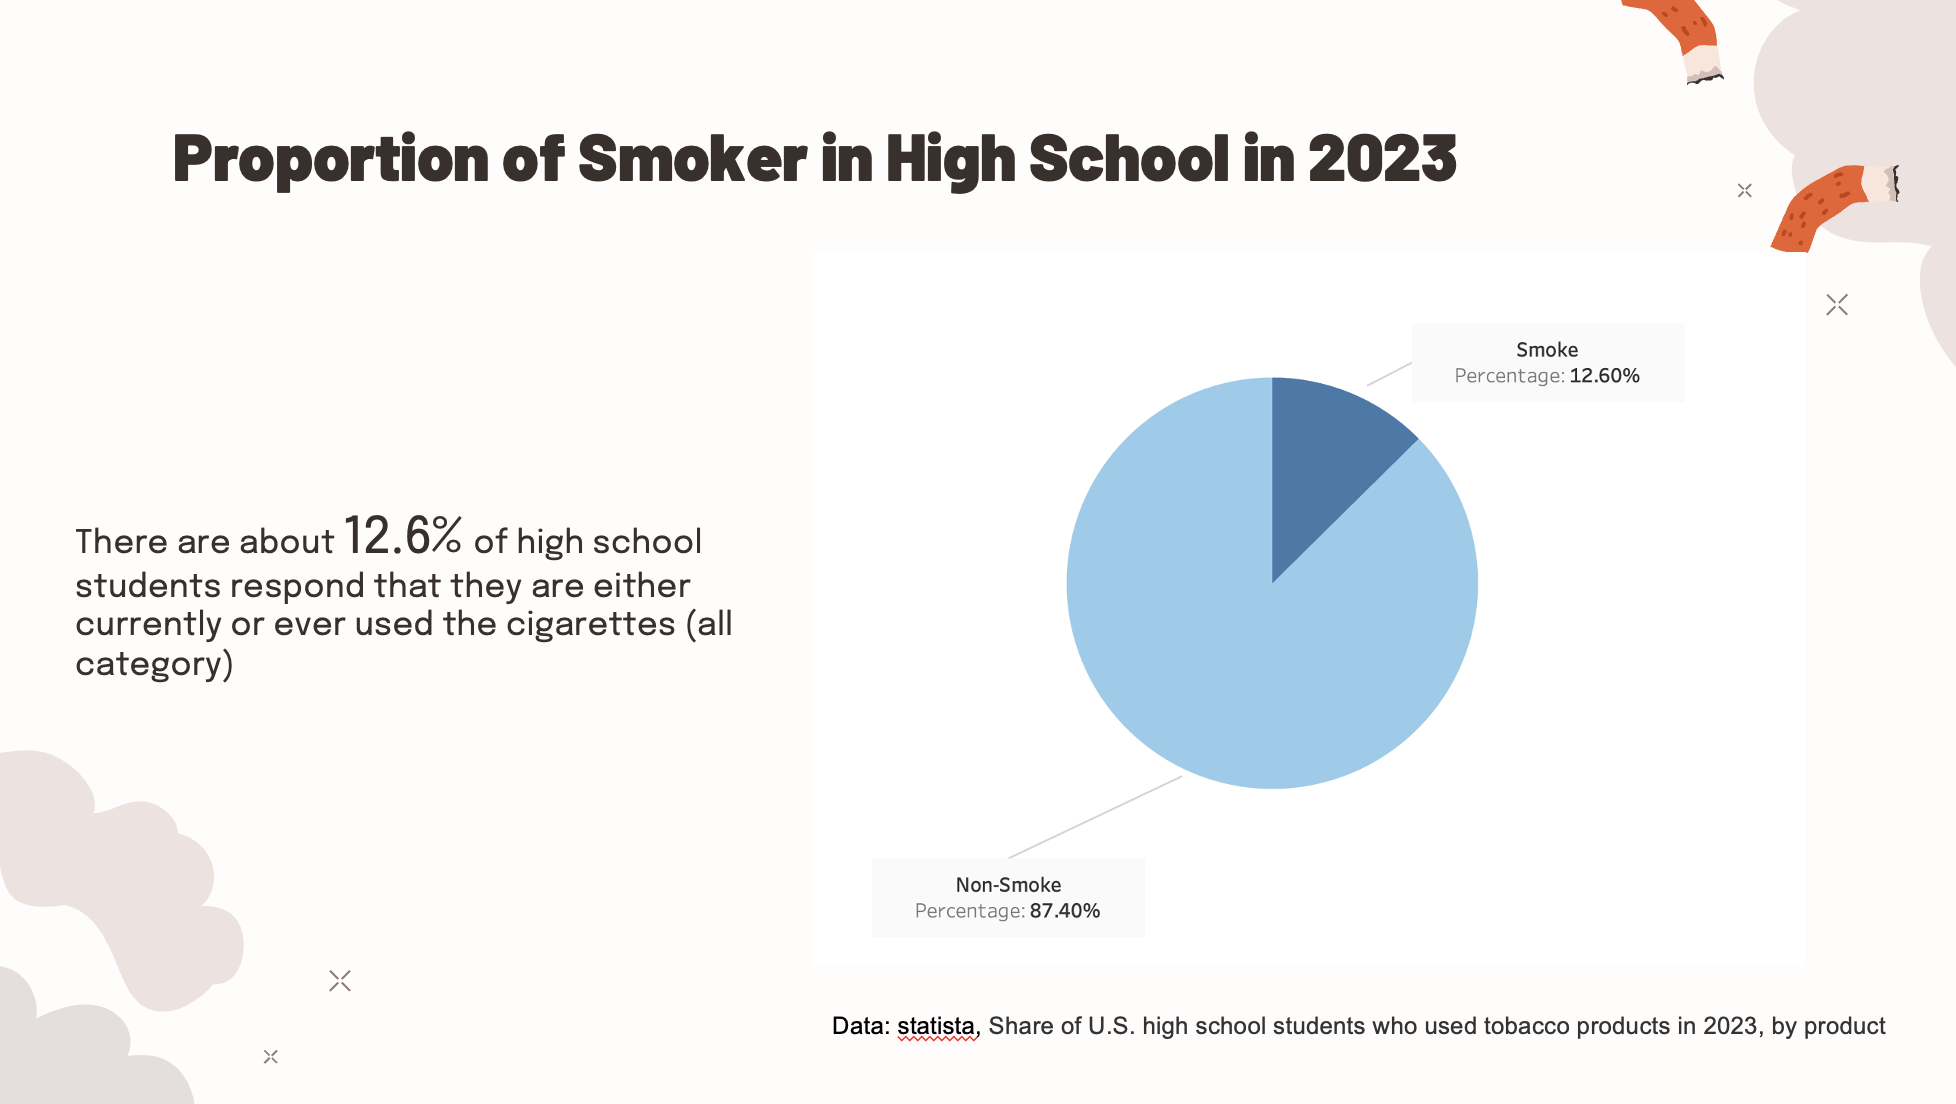 Proportion of Smoker in High School in 2023
There are about 12.6% of high school
students respond that they are either
currently or ever used the cigarettes (all
category)
Smoke
Percentage: 12.60%
Non-Smoke
Percentage: 87.40%
Data: statista, Share of U.S. high school students who used tobacco products in 2023, by product